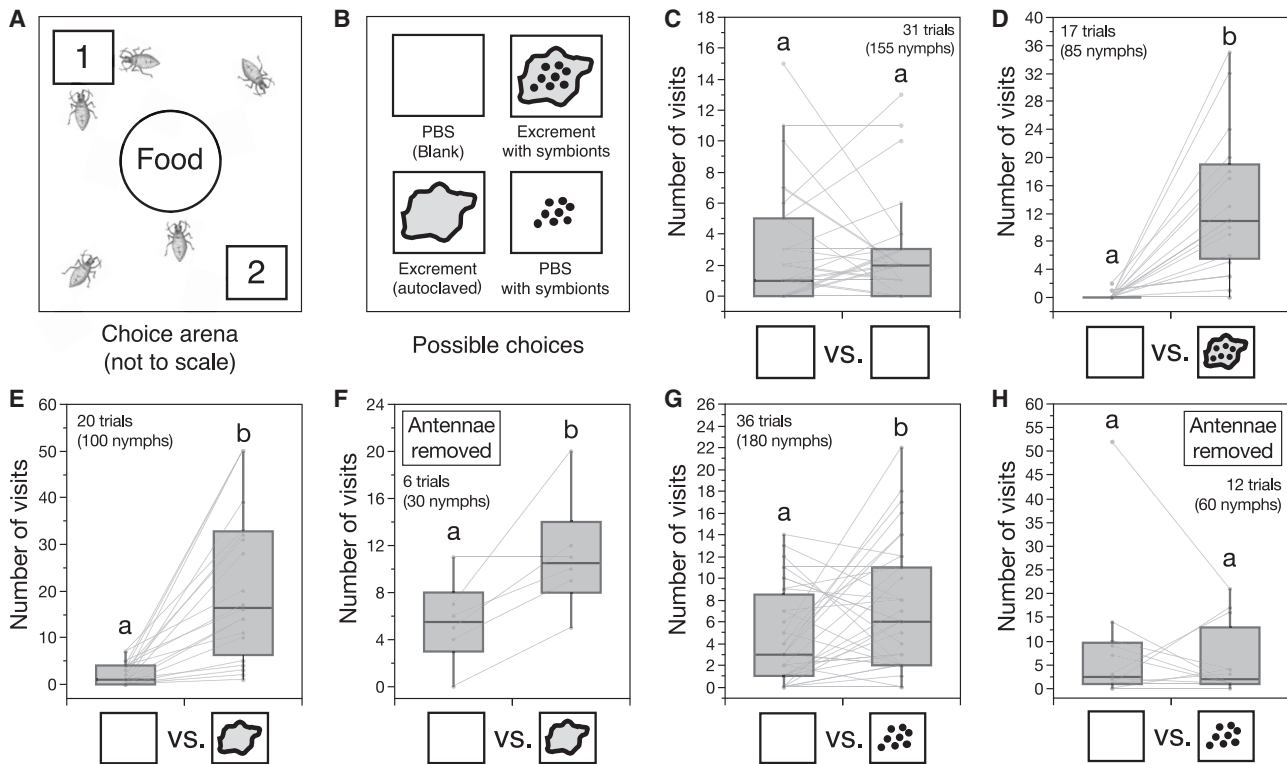 A
1
Food
2
Choice arena
(not to scale)
B
PBS
(Blank)
Excrement
with symbionts
Excrement
(autoclaved)
PBS
with symbionts
Possible choices
C
Number of visits
18
16
14
12
10
8
6
4
2
0
31 trials
(155 nymphs)
a
a
vs.
D
Number of visits
40
36
32
28
24
20
16
12
8
4
0
17 trials
(85 nymphs)
a
b
vs.
E
Number of visits
60
50
40
30
20
10
0
20 trials
(100 nymphs)
a
b
vs.
F
Number of visits
24
20
16
12
8
4
0
Antennae
removed
6 trials
(30 nymphs)
a
b
vs.
G
Number of visits
26
24
22
20
18
16
14
12
10
8
6
4
2
0
36 trials
(180 nymphs)
a
b
vs.
H
Number of visits
60
55
50
45
40
35
30
25
20
15
10
5
0
Antennae
removed
12 trials
(60 nymphs)
a
a
vs.